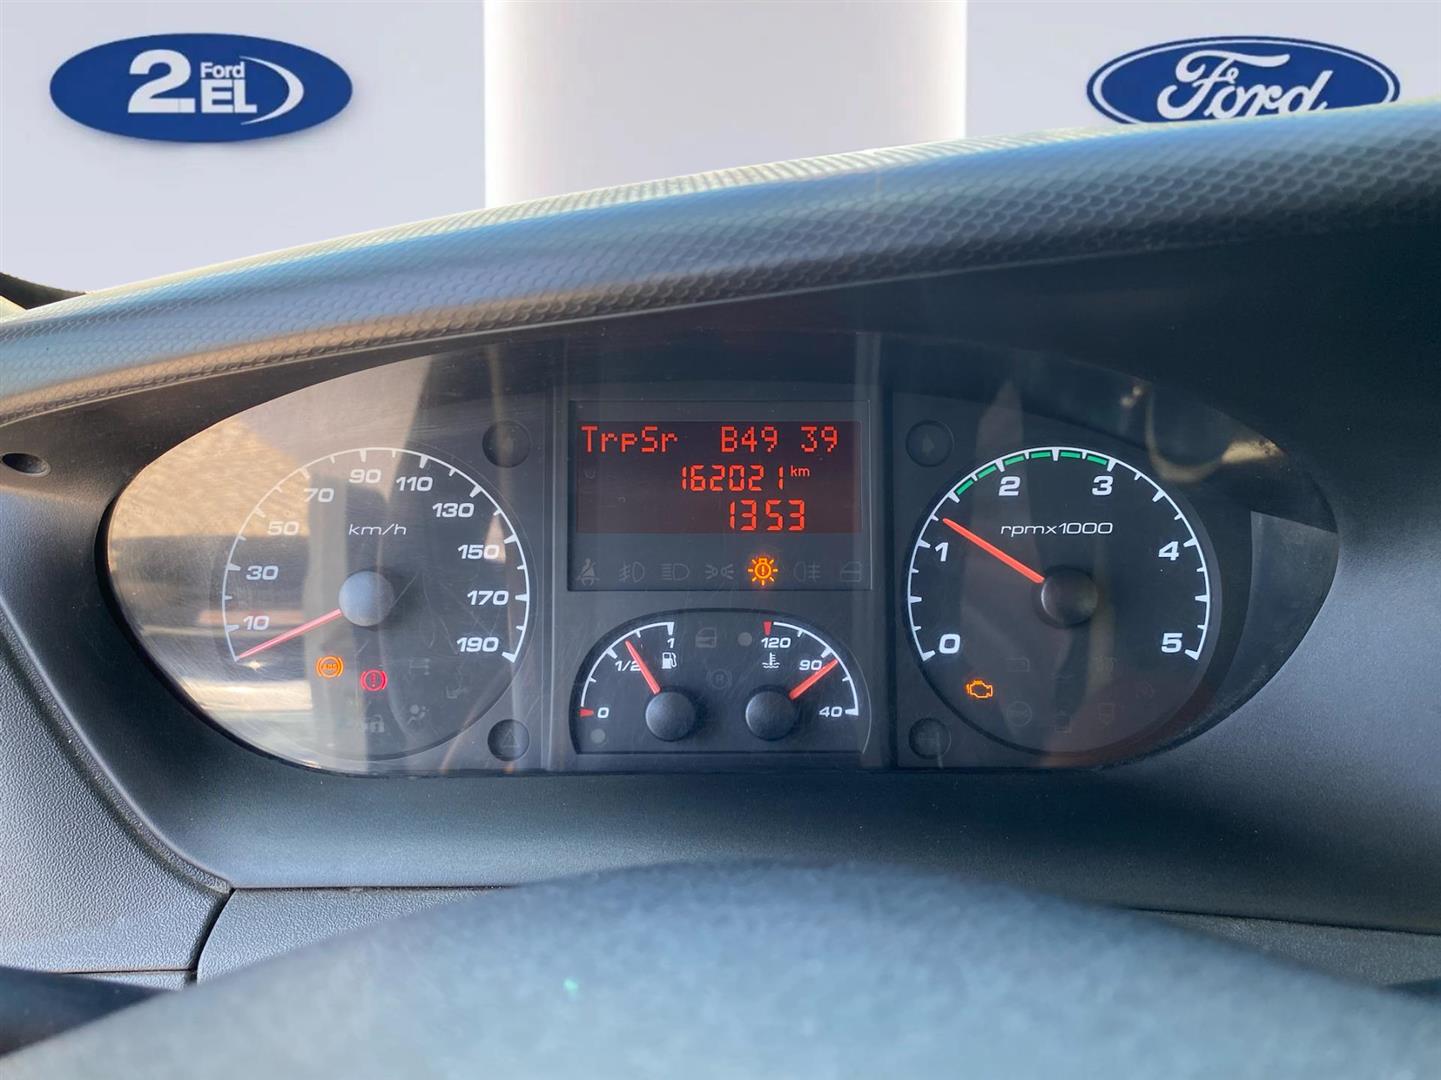 2 Ford
EL
Ford
TrpSr B49 39
162021 km
1353
10 30 50 70 90 110 130 150 170 190
km/h
ABS
0 1/2 1
120 90 40
0 1 2 3 4 5
rpmx1000